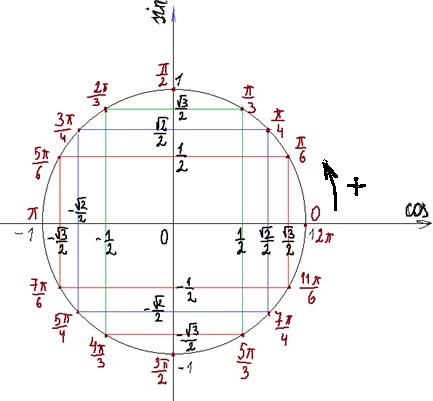 sin
π/2 1
2π/3 √3/2 π/3
3π/4 √2/2 π/4
5π/6 1/2 π/6
+
π -√2/2 0 cos
-1 -√3/2 -1/2 0 1/2 √2/2 √3/2 1 2π
7π/6 -1/2 11π/6
5π/4 -√2/2 7π/4
4π/3 -√3/2 5π/3
3π/2 -1